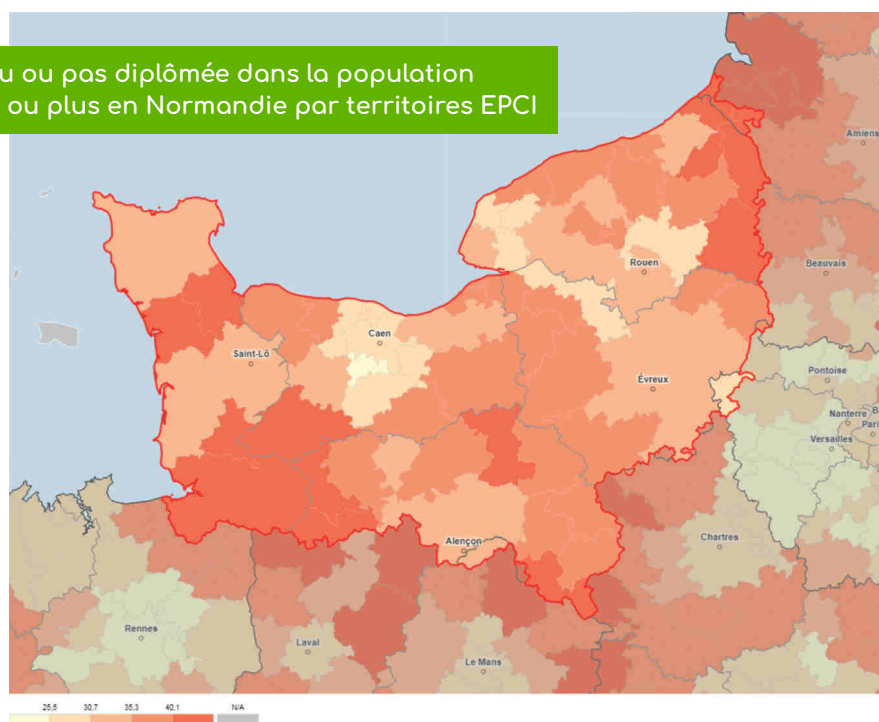 u ou pas diplômée dans la population
ou plus en Normandie par territoires EPCI
Amiens
Rouen
Beauvais
Caen
Saint-Lô
Évreux
Pontoise
Nanterre
Versailles
Chartres
Alençon
Rennes
Laval
Le Mans
25,5 30,7 35,3 40,1 N/A